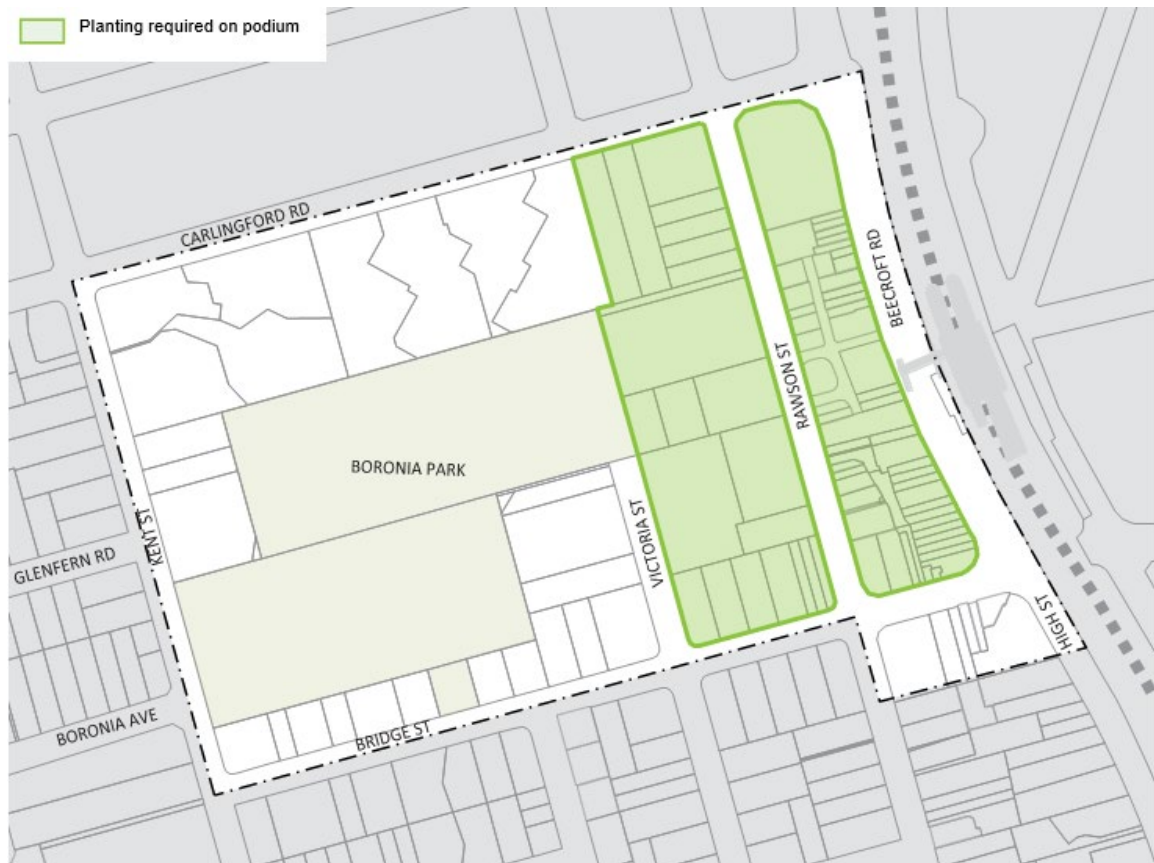 Planting required on podium
CARLINGFORD RD
BEECROFT RD
RAWSON ST
BORONIA PARK
KENT ST
VICTORIA ST
GLENFERN RD
HIGH ST
BORONIA AVE
BRIDGE ST